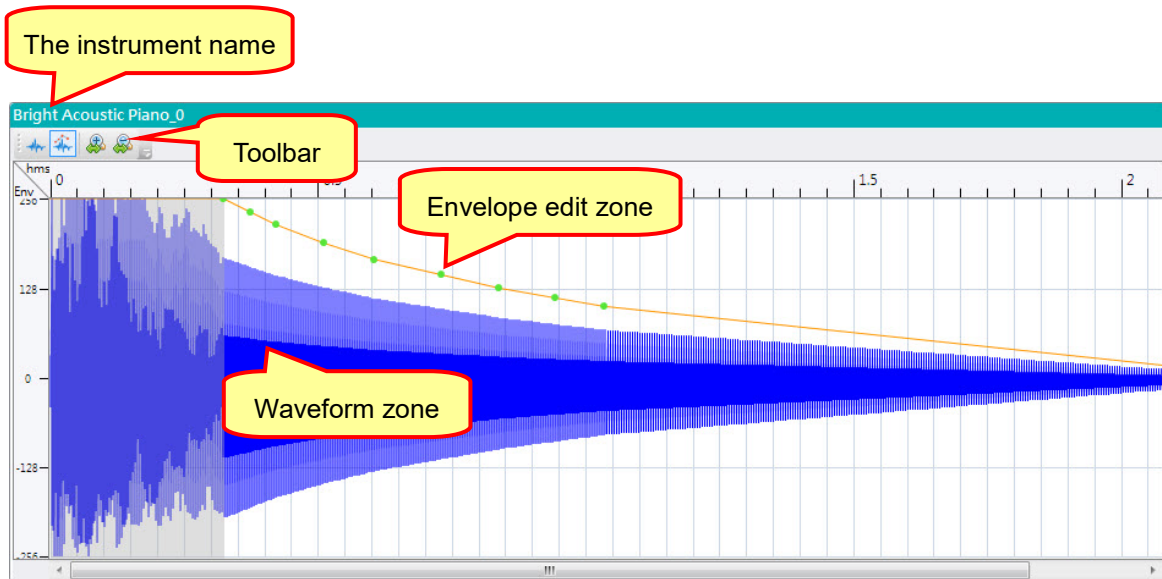 The instrument name
Bright Acoustic Piano_0
Toolbar
hms
0
1.5
2
Env
Envelope edit zone
128
0
Waveform zone
-128
-256